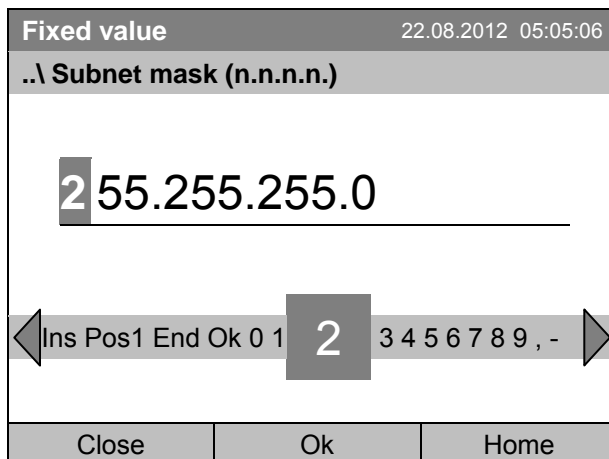 Fixed value 22.08.2012 05:05:06
..\ Subnet mask (n.n.n.n.)
255.255.255.0
Ins Pos1 End Ok 0 1 2 3 4 5 6 7 8 9 , -
Close Ok Home